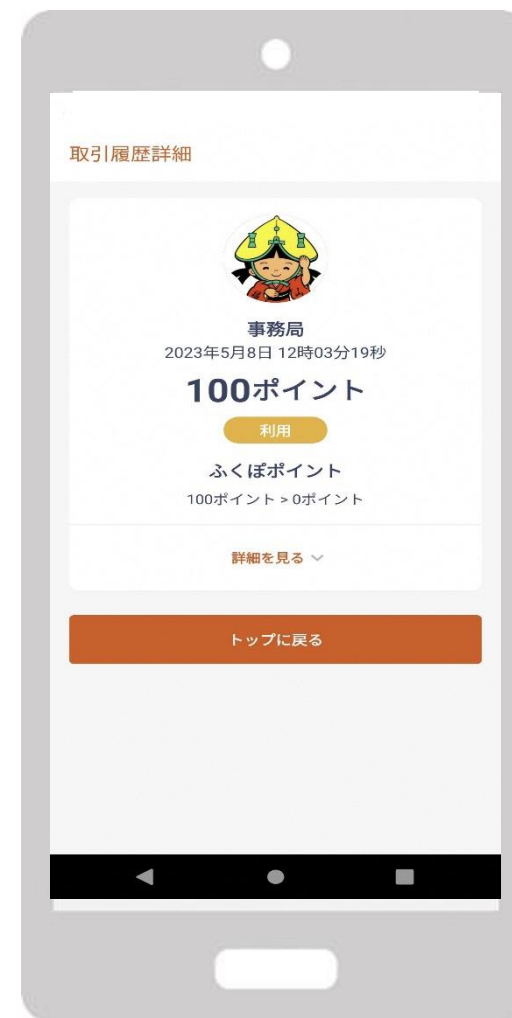 取引履歴詳細
事務局
2023年5月8日 12時03分19秒
100ポイント
利用
ふくぽポイント
100ポイント > 0ポイント
詳細を見る
トップに戻る